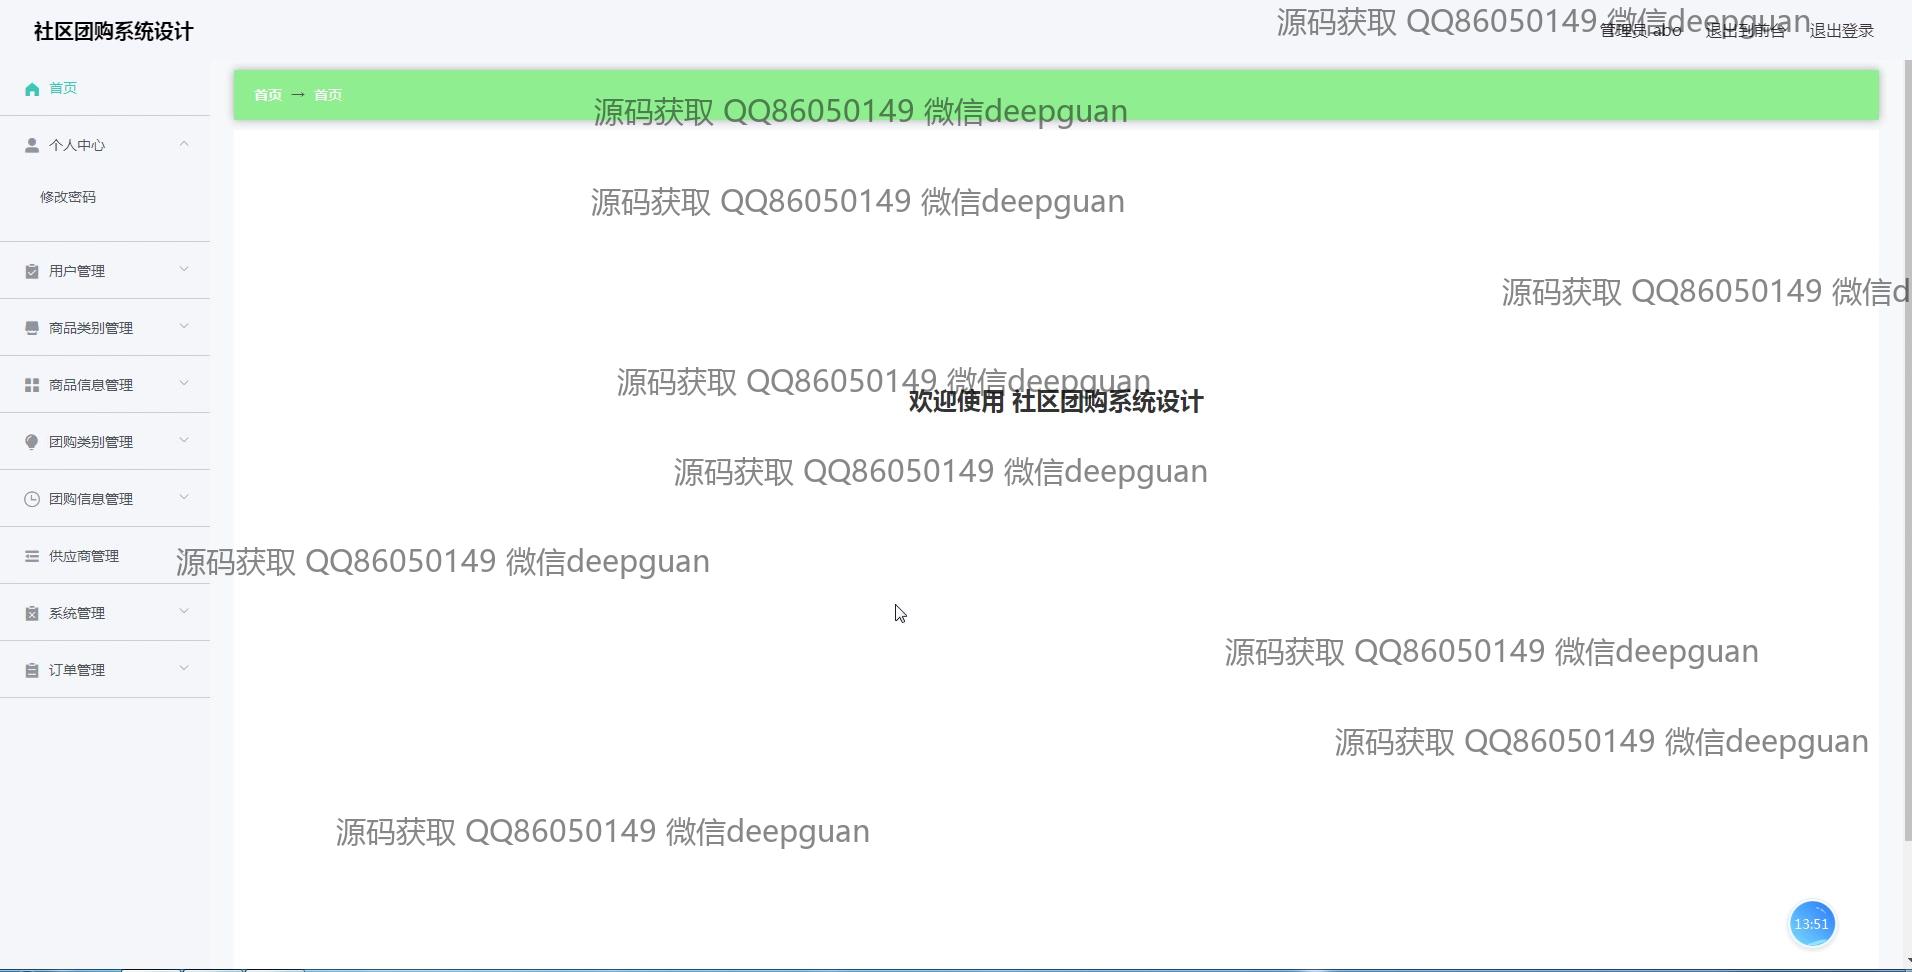 社区团购系统设计
源码获取 QQ86050149 微信deepguan
管理员 abo 退出到前台 退出登录
首页
首页 → 首页
源码获取 QQ86050149 微信deepguan
个人中心
修改密码
源码获取 QQ86050149 微信deepguan
用户管理
源码获取 QQ86050149 微信d
商品类别管理
商品信息管理
源码获取 QQ86050149 微信deepguan
欢迎使用 社区团购系统设计
团购类别管理
源码获取 QQ86050149 微信deepguan
团购信息管理
供应商管理
源码获取 QQ86050149 微信deepguan
系统管理
源码获取 QQ86050149 微信deepguan
订单管理
源码获取 QQ86050149 微信deepguan
源码获取 QQ86050149 微信deepguan
13:51